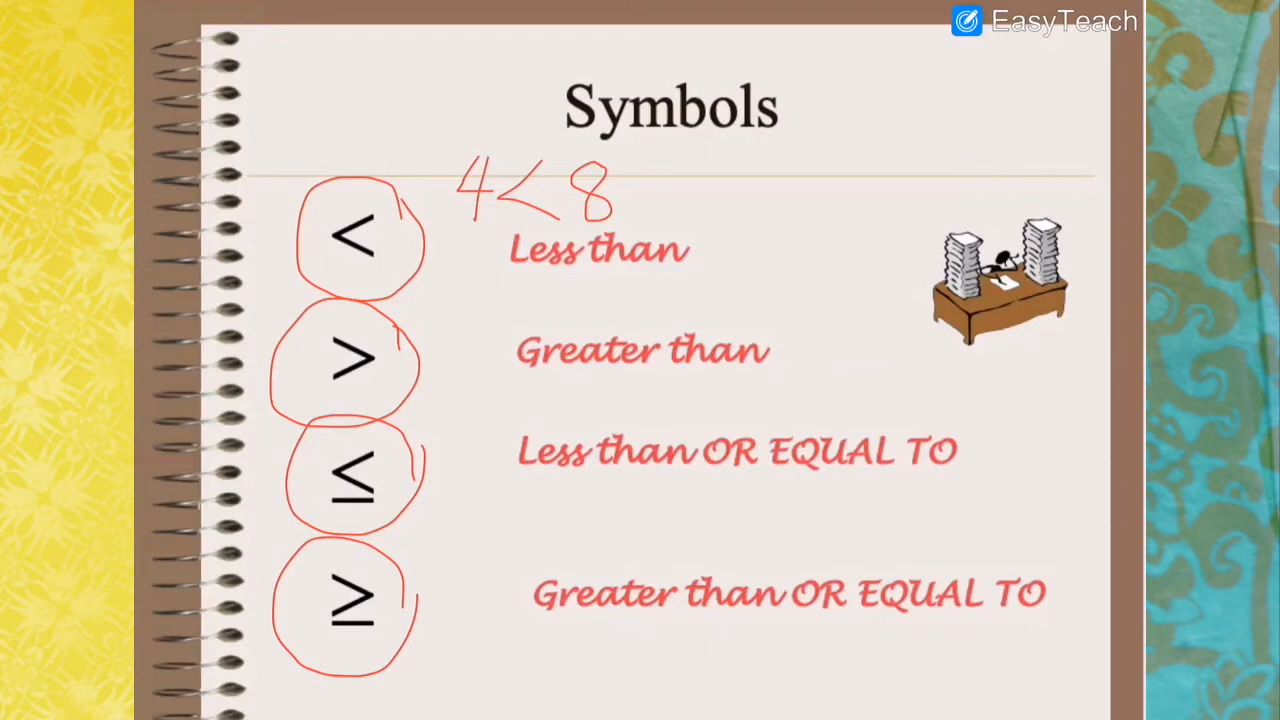 EasyTeach
Symbols
4<8
< Less than
> Greater than
≤ Less than OR EQUAL TO
≥ Greater than OR EQUAL TO